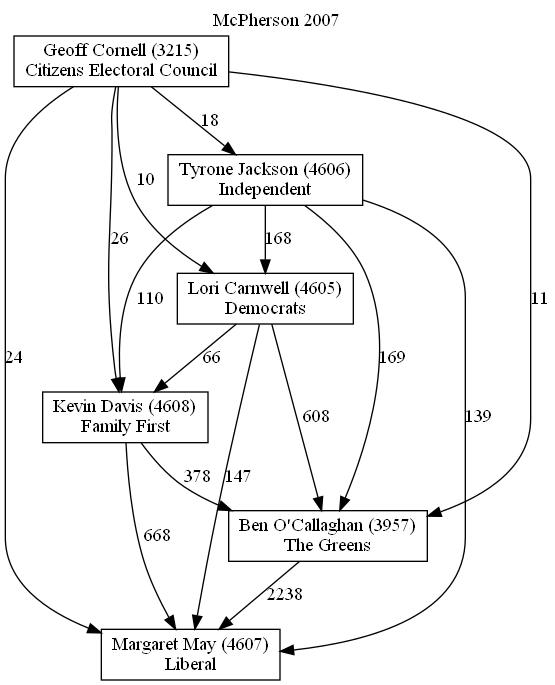 McPherson 2007
Geoff Cornell (3215)
Citizens Electoral Council
18
Tyrone Jackson (4606)
Independent
10
26
168
110
Lori Carnwell (4605)
Democrats
11
24
66
169
Kevin Davis (4608)
Family First
608
139
378
147
Ben O'Callaghan (3957)
The Greens
668
2238
Margaret May (4607)
Liberal